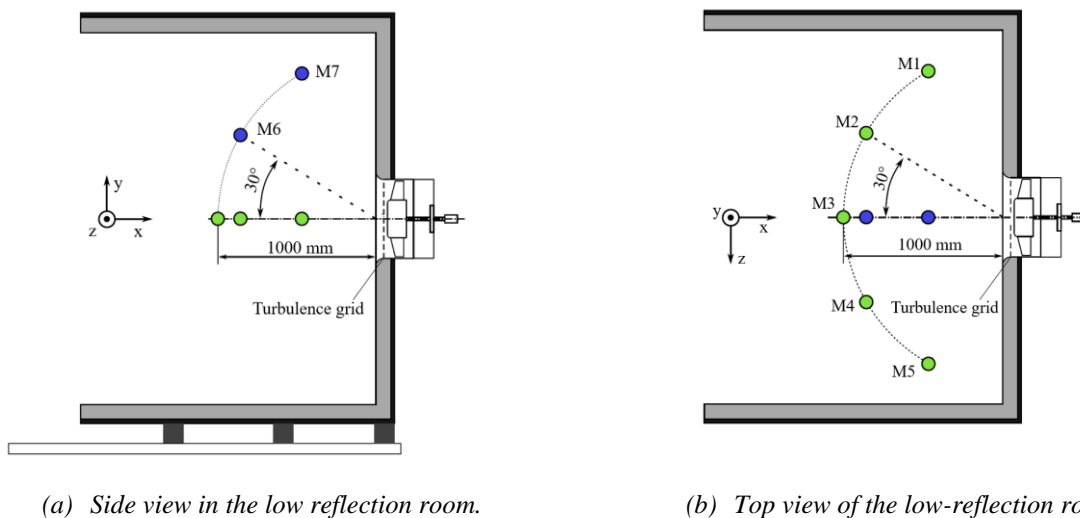 M7
M6
30°
y
z
x
1000 mm
Turbulence grid
(a) Side view in the low reflection room.
M1
M2
30°
M3
y
x
z
1000 mm
M4
Turbulence grid
M5
(b) Top view of the low-reflection